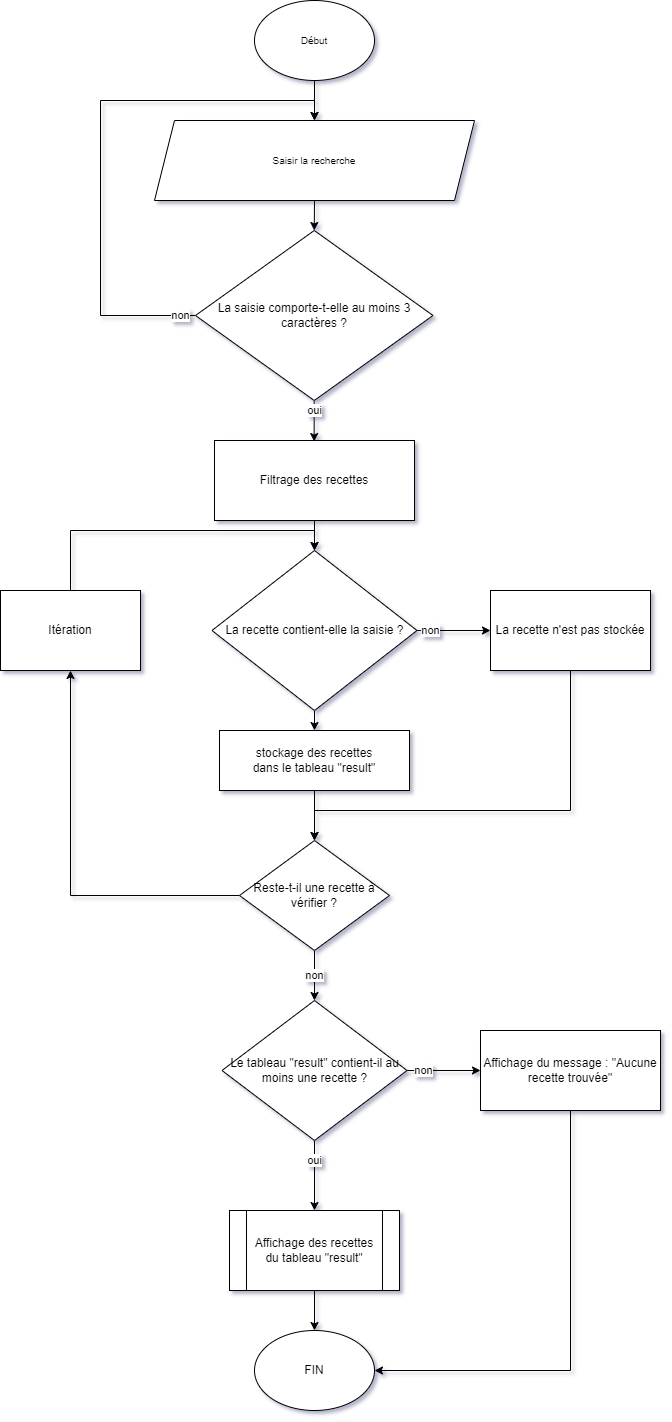 Début
Saisir la recherche
La saisie comporte-t-elle au moins 3
caractères ?
non
oui
Filtrage des recettes
Itération
La recette contient-elle la saisie ?
non
La recette n'est pas stockée
stockage des recettes
dans le tableau "result"
Reste-t-il une recette à
vérifier ?
non
Le tableau "result" contient-il au
moins une recette ?
non
Affichage du message : "Aucune
recette trouvée"
oui
Affichage des recettes
du tableau "result"
FIN